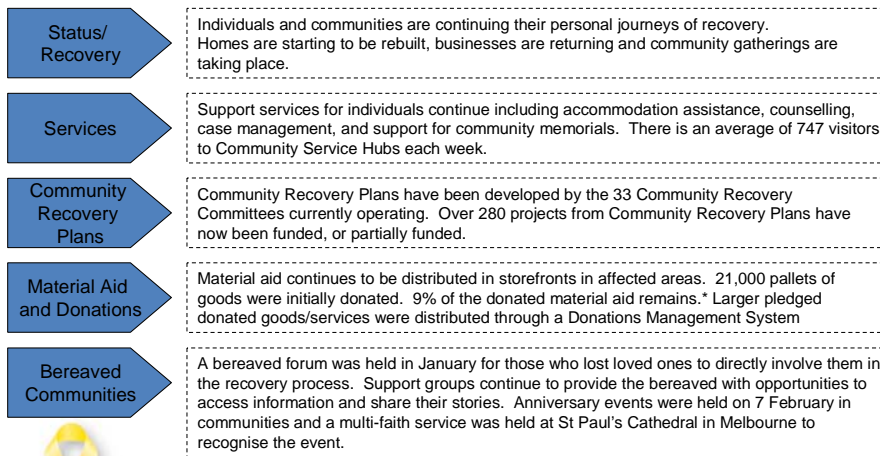 Status/
Recovery
Individuals and communities are continuing their personal journeys of recovery.
Homes are starting to be rebuilt, businesses are returning and community gatherings are
taking place.
Services
Support services for individuals continue including accommodation assistance, counselling,
case management, and support for community memorials.  There is an average of 747 visitors
to Community Service Hubs each week.
Community
Recovery
Plans
Community Recovery Plans have been developed by the 33 Community Recovery
Committees currently operating.  Over 280 projects from Community Recovery Plans have
now been funded, or partially funded.
Material Aid
and Donations
Material aid continues to be distributed in storefronts in affected areas.  21,000 pallets of
goods were initially donated.  9% of the donated material aid remains.* Larger pledged
donated goods/services were distributed through a Donations Management System
Bereaved
Communities
A bereaved forum was held in January for those who lost loved ones to directly involve them in
the recovery process.  Support groups continue to provide the bereaved with opportunities to
access information and share their stories.  Anniversary events were held on 7 February in
communities and a multi-faith service was held at St Paul's Cathedral in Melbourne to
recognise the event.